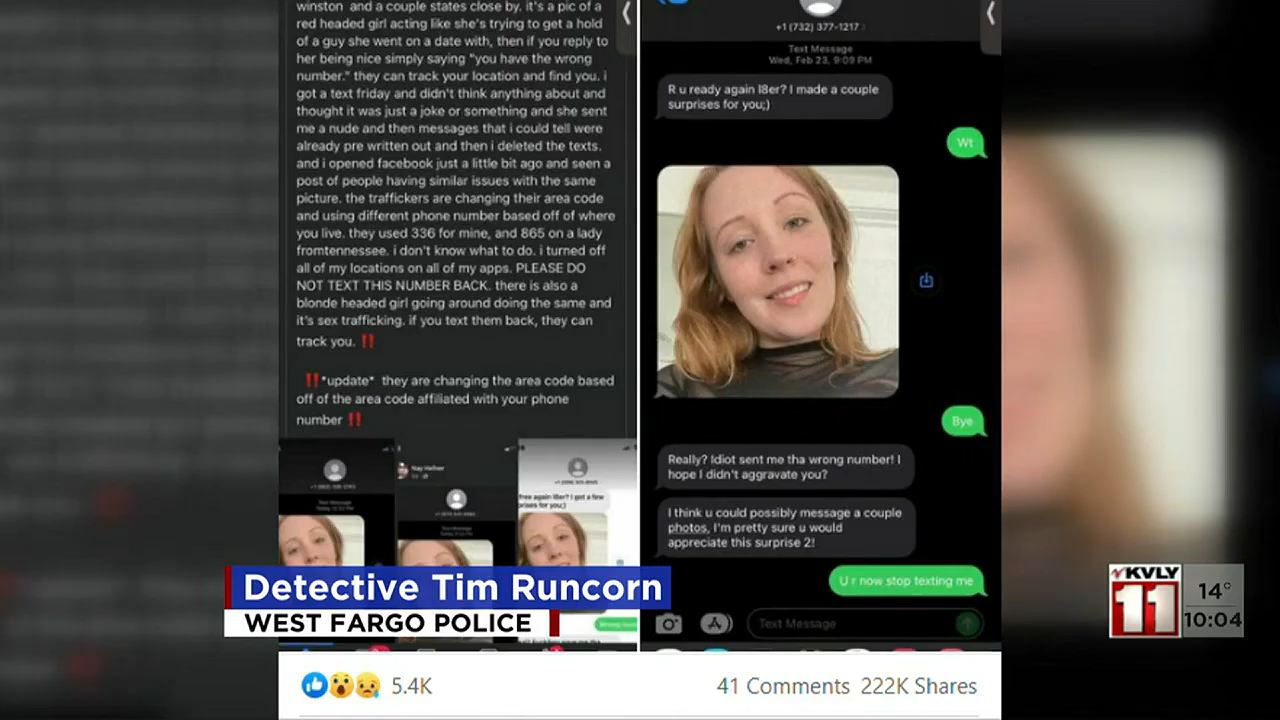 winston and a couple states close by. it's a pic of a
red headed girl acting like she's trying to get a hold
of a guy she went on a date with, then if you reply to
her being nice simply saying "you have the wrong
number." they can track your location and find you. i
got a text friday and didn't think anything about and
thought it was just a joke or something and she sent
me a nude and then messages that i could tell were
already pre written out and then i deleted the texts.
and i opened facebook just a little bit ago and seen a
post of people having similar issues with the same
picture. the traffickers are changing their area code
and using different phone number based off of where
you live. they used 336 for mine, and 865 on a lady
fromtennessee. i don't know what to do. i turned off
all of my locations on all of my apps. PLEASE DO
NOT TEXT THIS NUMBER BACK. there is also a
blonde headed girl going around doing the same and
it's sex trafficking. if you text them back, they can
track you. ‼️
‼️*update* they are changing the area code based
off of the area code affiliated with your phone
number ‼️
+1 (732) 377-1217
Text Message
Wed, Feb 23, 9:09 PM
R u ready again l8er? I made a couple
surprises for you;)
Wt
Bye
Really? Idiot sent me tha wrong number! I
hope I didn't aggravate you?
I think u could possibly message a couple
photos, I'm pretty sure u would
appreciate this surprise 2!
U r now stop texting me
Text Message
free again l8er? I got a few
prises for you;)
Detective Tim Runcorn
WEST FARGO POLICE
KVLY
11
14°
10:04
5.4K
41 Comments 222K Shares